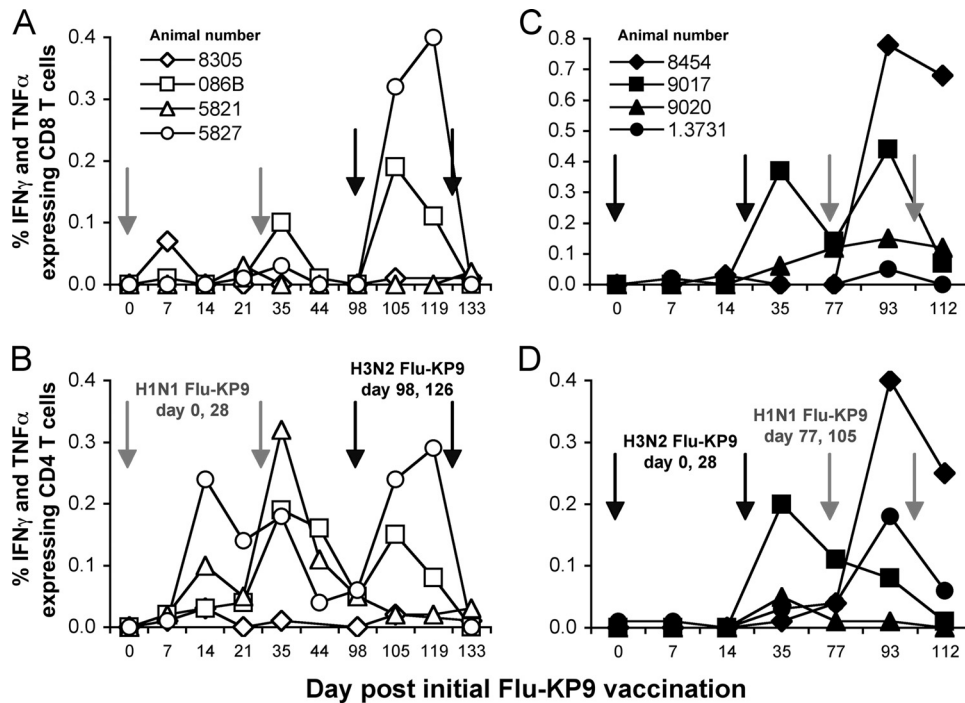 A
Animal number
8305
086B
5821
5827
0.4
0.3
0.2
0.1
0.0
0 7 14 21 35 44 98 105 119 133
% IFNγ and TNFα
expressing CD8 T cells
C
Animal number
8454
9017
9020
1.3731
0.8
0.7
0.6
0.5
0.4
0.3
0.2
0.1
0.0
0 7 14 35 77 93 112
B
H1N1 Flu-KP9
day 0, 28
H3N2 Flu-KP9
day 98, 126
0.4
0.3
0.2
0.1
0.0
0 7 14 21 35 44 98 105 119 133
% IFNγ and TNFα
expressing CD4 T cells
D
H3N2 Flu-KP9
day 0, 28
H1N1 Flu-KP9
day 77, 105
0.4
0.3
0.2
0.1
0.0
0 7 14 35 77 93 112
Day post initial Flu-KP9 vaccination